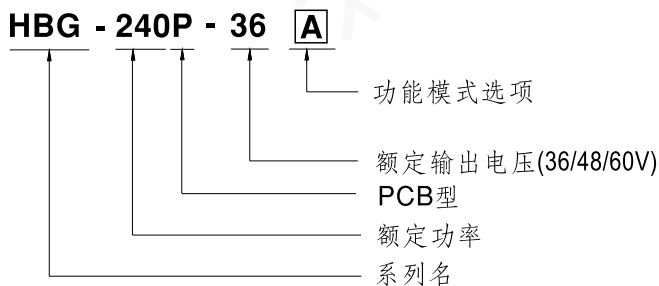 HBG - 240P - 36 A
功能模式选项
额定输出电压(36/48/60V)
PCB型
额定功率
系列名